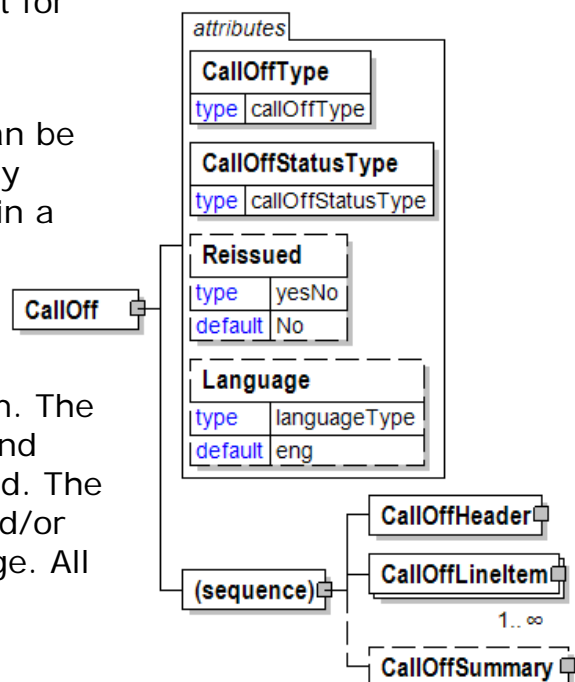 t for
an be
y
in a
n. The
nd
d. The
d/or
ge. All
attributes
CallOffType
type callOffType
CallOffStatusType
type callOffStatusType
Reissued
type yesNo
default No
Language
type languageType
default eng
CallOff
(sequence)
CallOffHeader
CallOffLineItem
1.. ∞
CallOffSummary